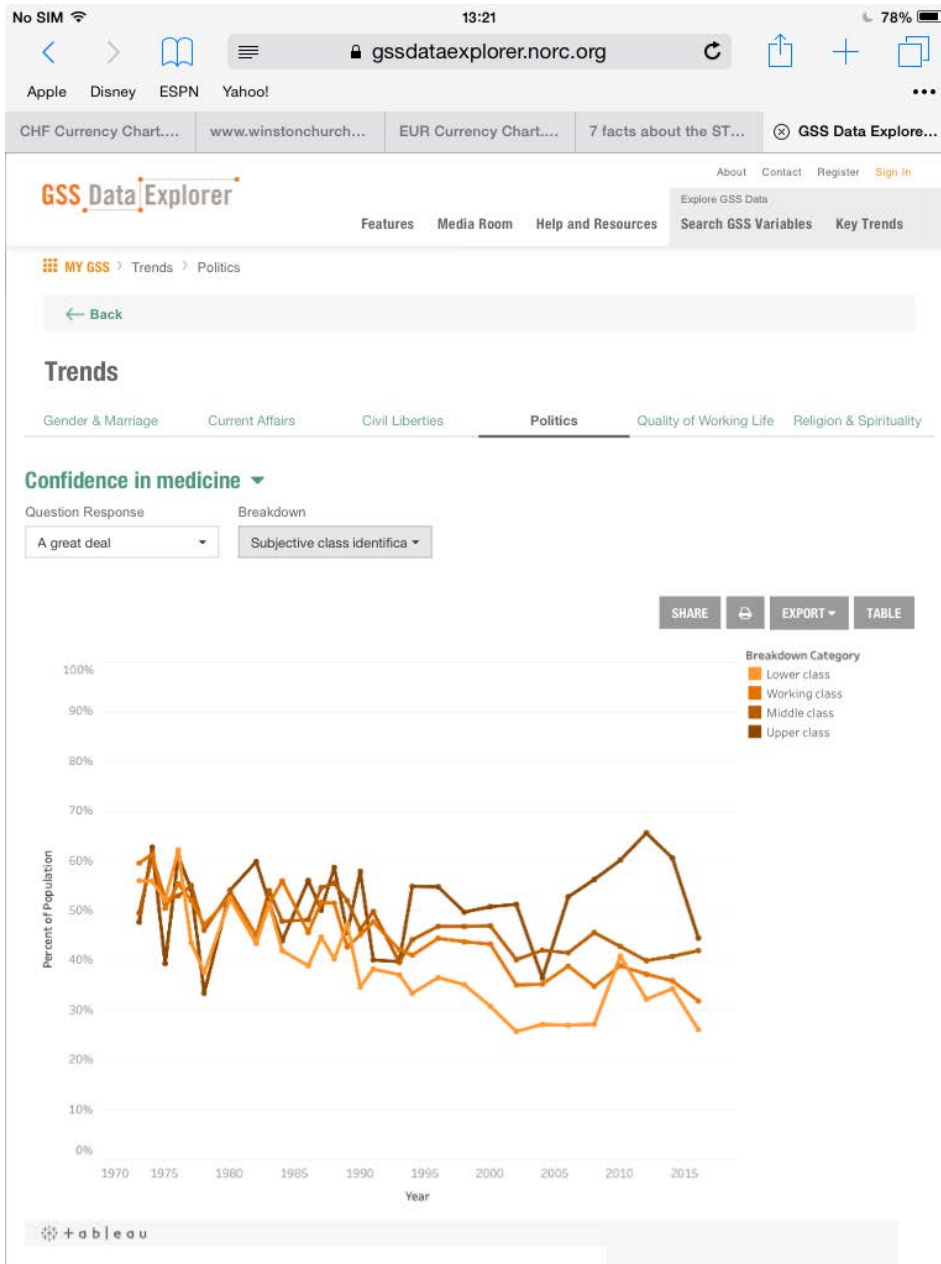 No SIM 13:21 78%
gssdataexplorer.norc.org
Apple Disney ESPN Yahoo!
CHF Currency Chart.... www.winstonchurch... EUR Currency Chart.... 7 facts about the ST... GSS Data Explore...
About Contact Register Sign In
GSS Data Explorer
Explore GSS Data
Features Media Room Help and Resources Search GSS Variables Key Trends
MY GSS > Trends > Politics
← Back
Trends
Gender & Marriage Current Affairs Civil Liberties Politics Quality of Working Life Religion & Spirituality
Confidence in medicine
Question Response Breakdown
A great deal Subjective class identifica
SHARE EXPORT TABLE
Breakdown Category
Lower class
Working class
Middle class
Upper class
100%
90%
80%
70%
60%
50%
40%
30%
20%
10%
0%
Percent of Population
1970 1975 1980 1985 1990 1995 2000 2005 2010 2015
Year
+ a b | e a u